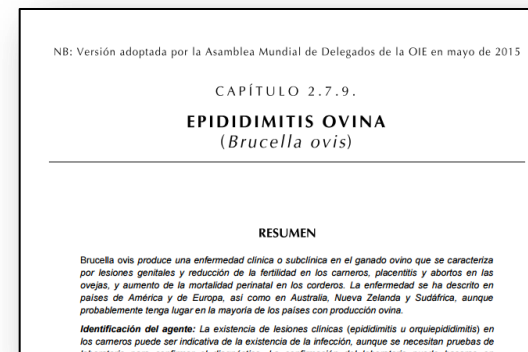 NB: Versión adoptada por la Asamblea Mundial de Delegados de la OIE en mayo de 2015
CAPÍTULO 2.7.9.
EPIDIDIMITIS OVINA
(Brucella ovis)
RESUMEN
Brucella ovis produce una enfermedad clínica o subclínica en el ganado ovino que se caracteriza
por lesiones genitales y reducción de la fertilidad en los carneros, placentitis y abortos en las
ovejas, y aumento de la mortalidad perinatal en los corderos. La enfermedad se ha descrito en
países de América y de Europa, así como en Australia, Nueva Zelanda y Sudáfrica, aunque
probablemente tenga lugar en la mayoría de los países con producción ovina.
Identificación del agente: La existencia de lesiones clínicas (epididimitis u orquiepididimitis) en
los carneros puede ser indicativa de la existencia de la infección, aunque se necesitan pruebas de